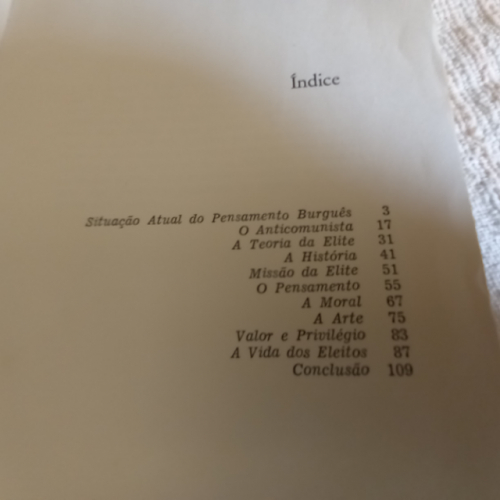 Índice
Situação Atual do Pensamento Burguês 3
O Anticomunista 17
A Teoria da Elite 31
A História 41
Missão da Elite 51
O Pensamento 55
A Moral 67
A Arte 75
Valor e Privilégio 83
A Vida dos Eleitos 87
Conclusão 109